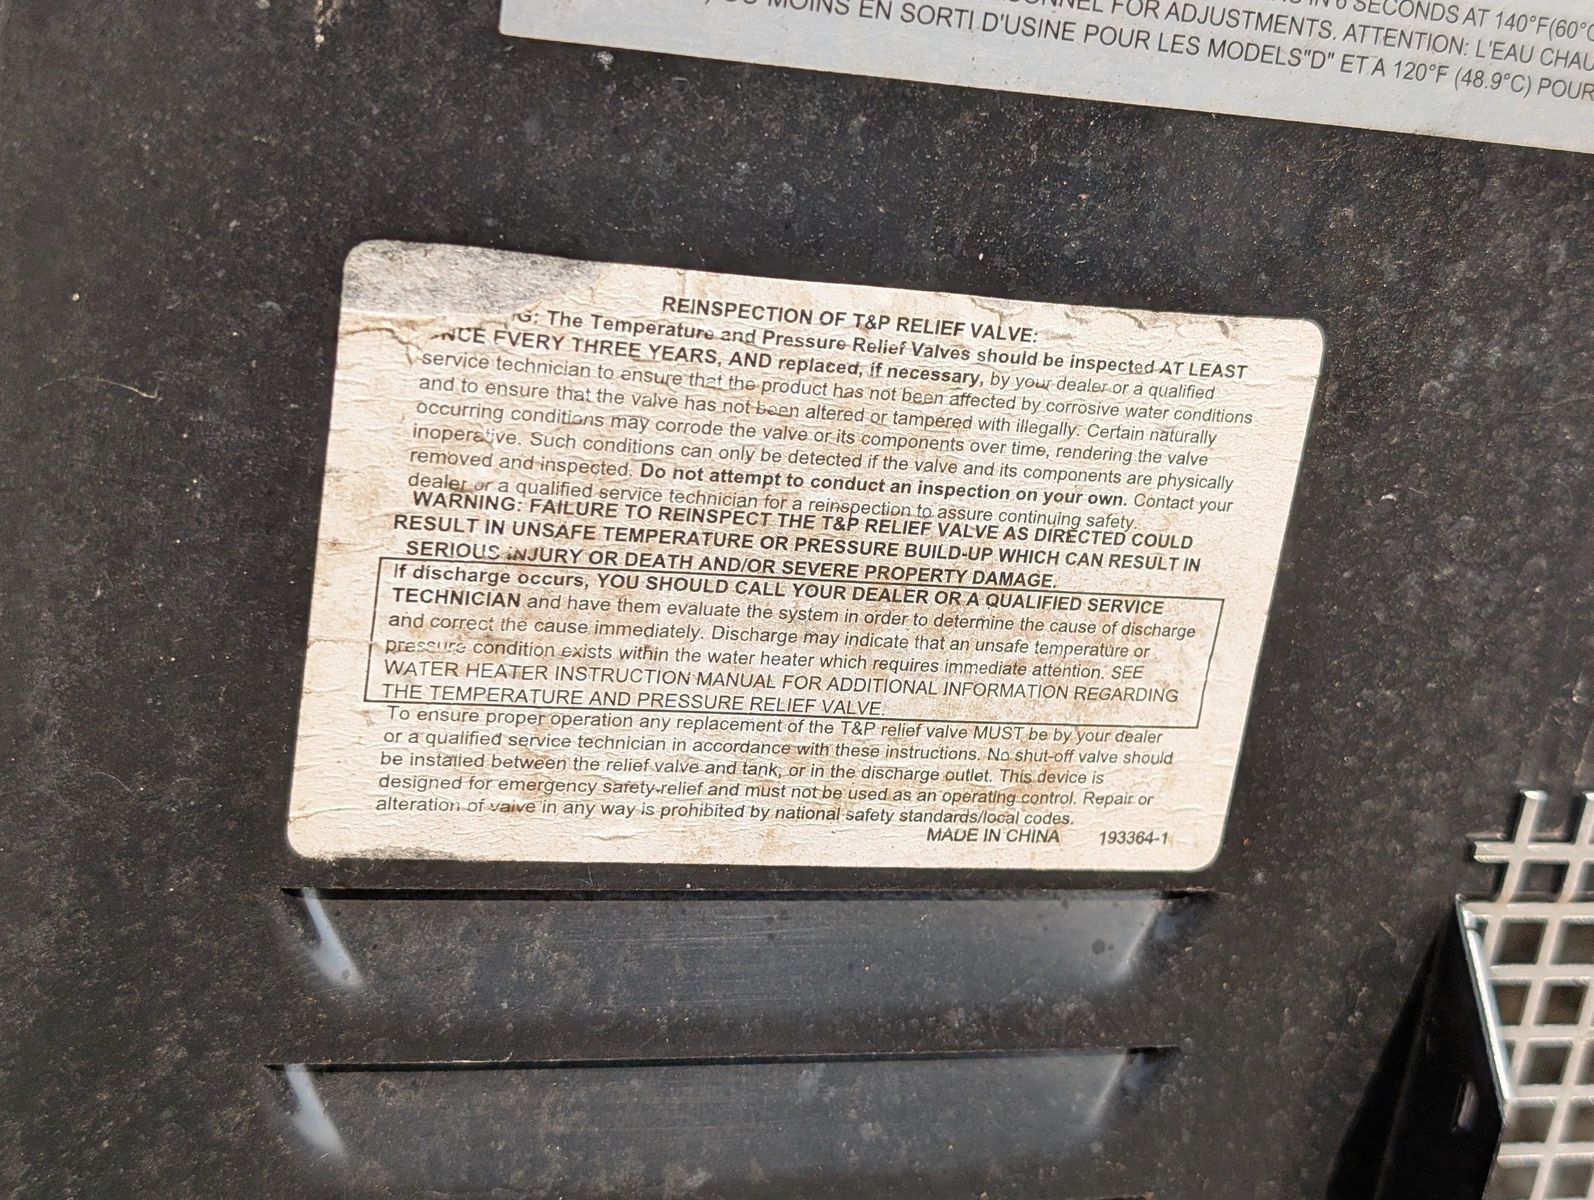 IN 6 SECONDS AT 140°F(60°C
FOR ADJUSTMENTS. ATTENTION: L'EAU CHAU
MOINS EN SORTI D'USINE POUR LES MODELS"D" ET A 120°F (48.9°C) POUR
REINSPECTION OF T&P RELIEF VALVE:
G: The Temperature and Pressure Relief Valves should be inspected AT LEAST
NCE EVERY THREE YEARS, AND replaced, if necessary, by your dealer or a qualified
service technician to ensure that the product has not been affected by corrosive water conditions
and to ensure that the valve has not been altered or tampered with illegally. Certain naturally
occurring conditions may corrode the valve or its components over time, rendering the valve
inoperative. Such conditions can only be detected if the valve and its components are physically
removed and inspected. Do not attempt to conduct an inspection on your own. Contact your
dealer or a qualified service technician for a reinspection to assure continuing safety.
WARNING: FAILURE TO REINSPECT THE T&P RELIEF VALVE AS DIRECTED COULD
RESULT IN UNSAFE TEMPERATURE OR PRESSURE BUILD-UP WHICH CAN RESULT IN
SERIOUS INJURY OR DEATH AND/OR SEVERE PROPERTY DAMAGE.
If discharge occurs, YOU SHOULD CALL YOUR DEALER OR A QUALIFIED SERVICE
TECHNICIAN and have them evaluate the system in order to determine the cause of discharge
and correct the cause immediately. Discharge may indicate that an unsafe temperature or
pressure condition exists within the water heater which requires immediate attention. SEE
WATER HEATER INSTRUCTION MANUAL FOR ADDITIONAL INFORMATION REGARDING
THE TEMPERATURE AND PRESSURE RELIEF VALVE.
To ensure proper operation any replacement of the T&P relief valve MUST be by your dealer
or a qualified service technician in accordance with these instructions. No shut-off valve should
be installed between the relief valve and tank, or in the discharge outlet. This device is
designed for emergency safety relief and must not be used as an operating control. Repair or
alteration of valve in any way is prohibited by national safety standards/local codes.
MADE IN CHINA 193364-1